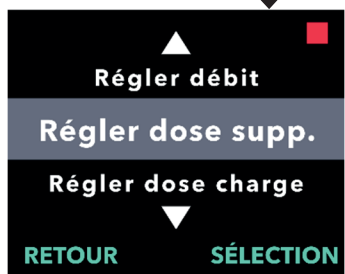 Régler débit
Régler dose supp.
Régler dose charge
RETOUR SÉLECTION